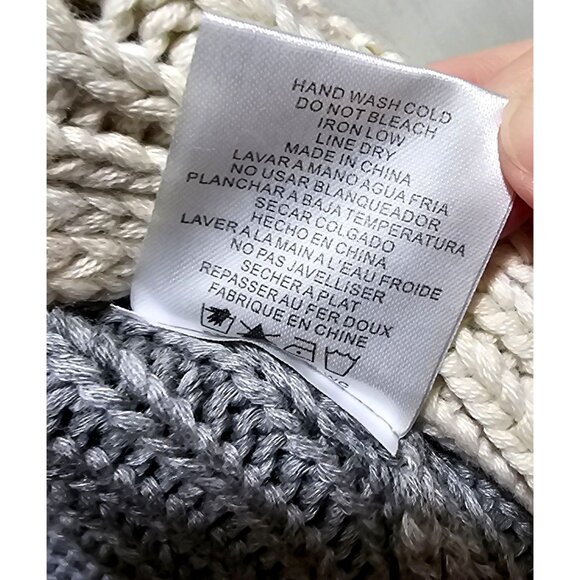 HAND WASH COLD
DO NOT BLEACH
IRON LOW
LINE DRY
MADE IN CHINA
LAVAR A MANO AGUA FRIA
NO USAR BLANQUEADOR
PLANCHAR A BAJA TEMPERATURA
SECAR COLGADO
HECHO EN CHINA
LAVER A LA MAIN A L'EAU FROIDE
NO PAS JAVELLISER
SECHER A PLAT
REPASSER AU FER DOUX
FABRIQUE EN CHINE